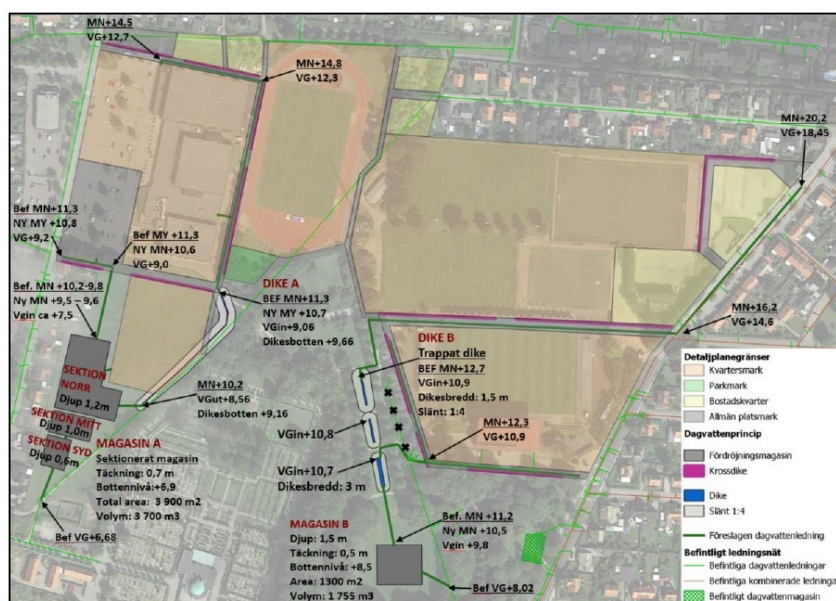 MN+14,5
VG+12,7
MN+14,8
VG+12,3
MN+20,2
VG+18,45
Bef MN+11,3
NY MY +10,8
VG+9,2
Bef MY +11,3
NY MN+10,6
VG+9,0
Bef. MN +10,2-9,8
Ny MN +9,5 – 9,6
Vgin ca +7,5
DIKE A
BEF MN+11,3
NY MY +10,7
VGin+9,06
Dikesbotten +9,66
DIKE B
Trappat dike
BEF MN+12,7
VGin+10,9
Dikesbredd: 1,5 m
Slänt: 1:4
MN+16,2
VG+14,6
SEKTION
NORR
Djup 1,2m
SEKTION MITT
Djup 1,0m
SEKTION SYD
Djup 0,6m
MN+10,2
VGut+8,56
Dikesbotten +9,16
MAGASIN A
Sektionerat magasin
Täckning: 0,7 m
Bottennivå:+6,9
Total area: 3 900 m2
Volym: 3 700 m3
VGin+10,8
MN+12,3
VG+10,9
VGin+10,7
Dikesbredd: 3 m
Bef VG+6,68
MAGASIN B
Djup: 1,5 m
Täckning: 0,5 m
Bottennivå:+8,5
Area: 1300 m2
Volym: 1 755 m3
Bef. MN +11,2
Ny MN +10,5
Vgin +9,8
Bef VG+8,02
Detaljplanegränser
Kvartersmark
Parkmark
Bostadskvarter
Allmän platsmark
Dagvattenprincip
Fördröjningsmagasin
Krossdike
Dike
Slänt 1:4
Föreslagen dagvattenledning
Befintligt ledningsnät
Befintliga dagvattenledningar
Befintliga kombinerade ledninga
Befintligt dagvattenmagasin